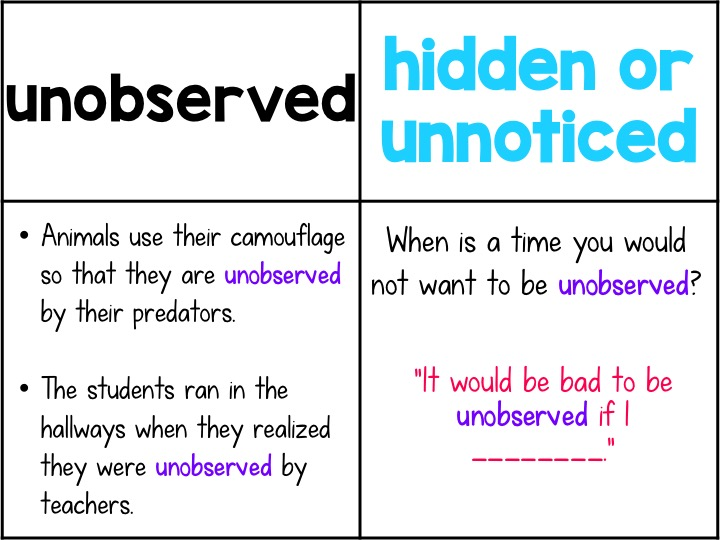 unobserved
hidden or
unnoticed
• Animals use their camouflage
so that they are unobserved
by their predators.
• The students ran in the
hallways when they realized
they were unobserved by
teachers.
When is a time you would
not want to be unobserved?
"It would be bad to be
unobserved if I
________."